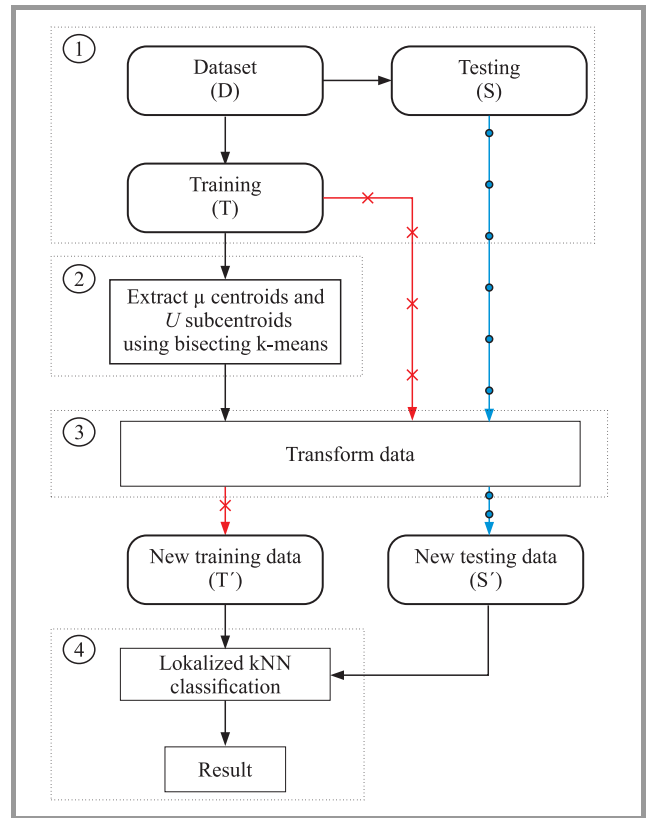 1
Dataset
(D)
Testing
(S)
Training
(T)
2
Extract µ centroids and
U subcentroids
using bisecting k-means
3
Transform data
New training data
(T´)
New testing data
(S´)
4
Lokalized kNN
classification
Result